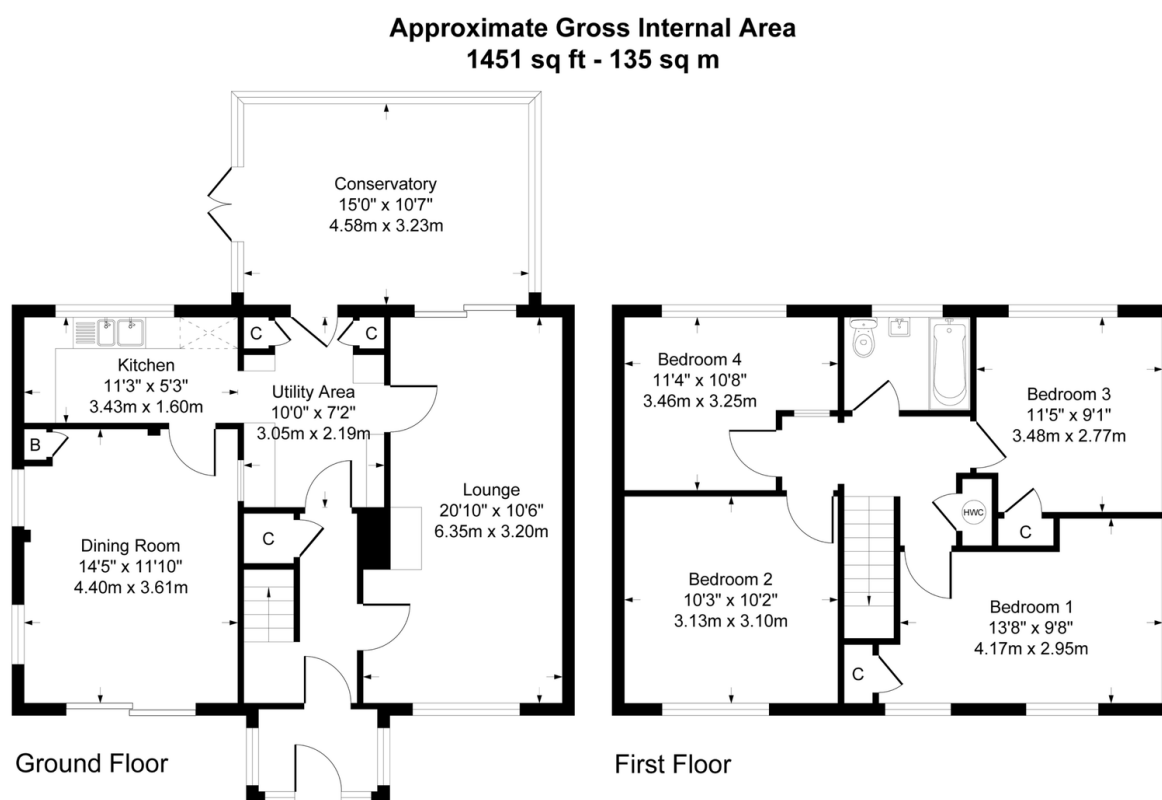 Approximate Gross Internal Area
1451 sq ft - 135 sq m
Conservatory
15'0" x 10'7"
4.58m x 3.23m
C
C
Kitchen
11'3" x 5'3"
3.43m x 1.60m
Utility Area
10'0" x 7'2"
3.05m x 2.19m
B
Lounge
20'10" x 10'6"
6.35m x 3.20m
C
Dining Room
14'5" x 11'10"
4.40m x 3.61m
Ground Floor
Bedroom 4
11'4" x 10'8"
3.46m x 3.25m
Bedroom 3
11'5" x 9'1"
3.48m x 2.77m
HWC
C
Bedroom 2
10'3" x 10'2"
3.13m x 3.10m
Bedroom 1
13'8" x 9'8"
4.17m x 2.95m
C
First Floor